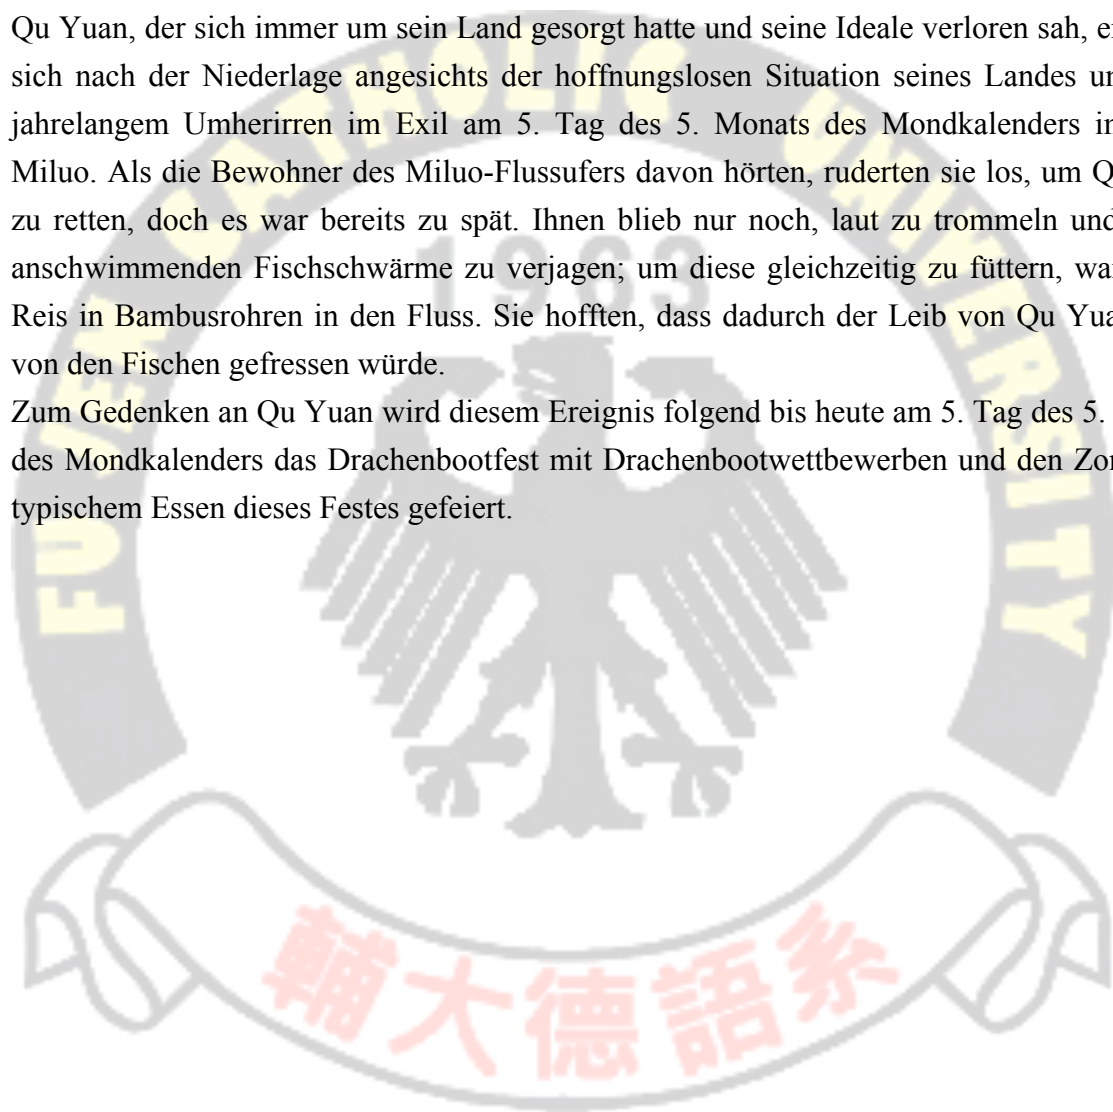 Qu Yuan, der sich immer um sein Land gesorgt hatte und seine Ideale verloren sah,
sich nach der Niederlage angesichts der hoffnungslosen Situation seines Landes
jahrelangem Umherirren im Exil am 5. Tag des 5. Monats des Mondkalenders in
Miluo. Als die Bewohner des Miluo-Flussufers davon hörten, ruderten sie los, um
zu retten, doch es war bereits zu spät. Ihnen blieb nur noch, laut zu trommeln und
anschwimmenden Fischschwärme zu verjagen; um diese gleichzeitig zu füttern,
Reis in Bambusrohren in den Fluss. Sie hofften, dass dadurch der Leib von Qu
von den Fischen gefressen würde.
Zum Gedenken an Qu Yuan wird diesem Ereignis folgend bis heute am 5. Tag des 5.
des Mondkalenders das Drachenbootfest mit Drachenbootwettbewerben und den
typischem Essen dieses Festes gefeiert.
FU JEN CATHOLIC UNIVERSITY
1963
輔大德語系